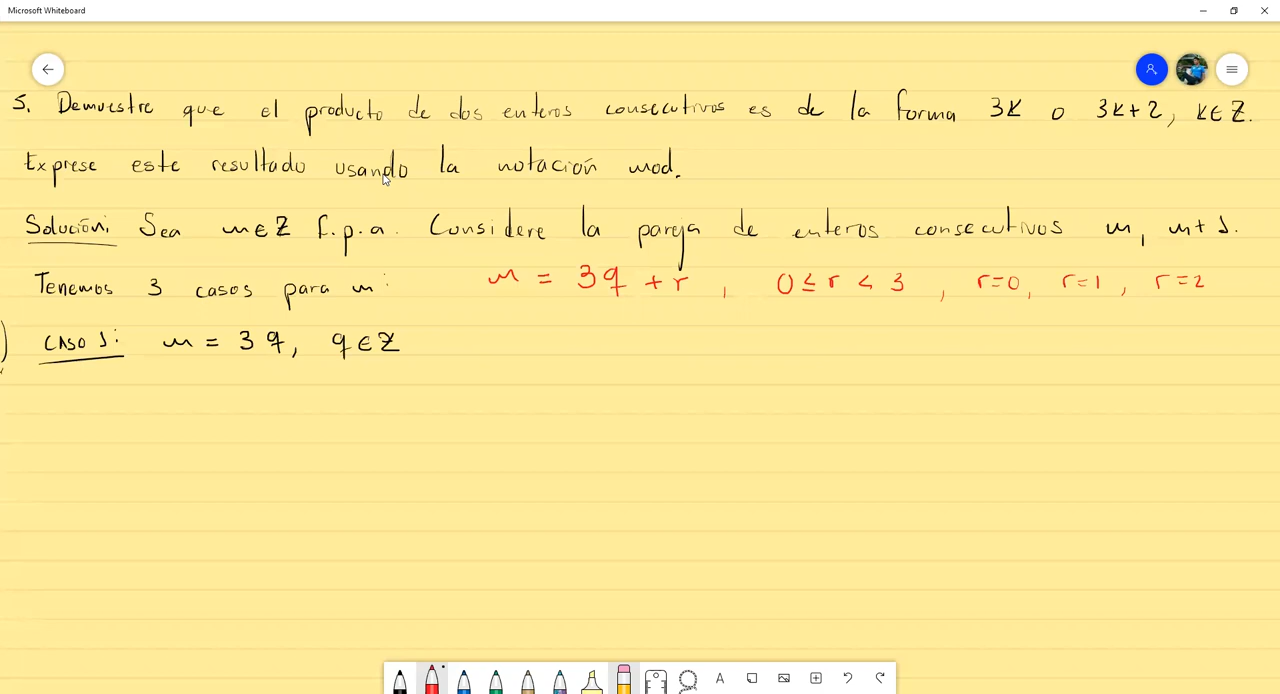 Microsoft Whiteboard
5. Demuestre que el producto de dos enteros consecutivos es de la forma 3K o 3K+2, K∈Z.
Exprese este resultado usando la notación mod.
Solución: Sea m∈Z f.p.a. Considere la pareja de enteros consecutivos m, m+1.
Tenemos 3 casos para m: m = 3q + r, 0 ≤ r < 3, r=0, r=1, r=2
) CASO 1: m = 3q, q∈Z
A